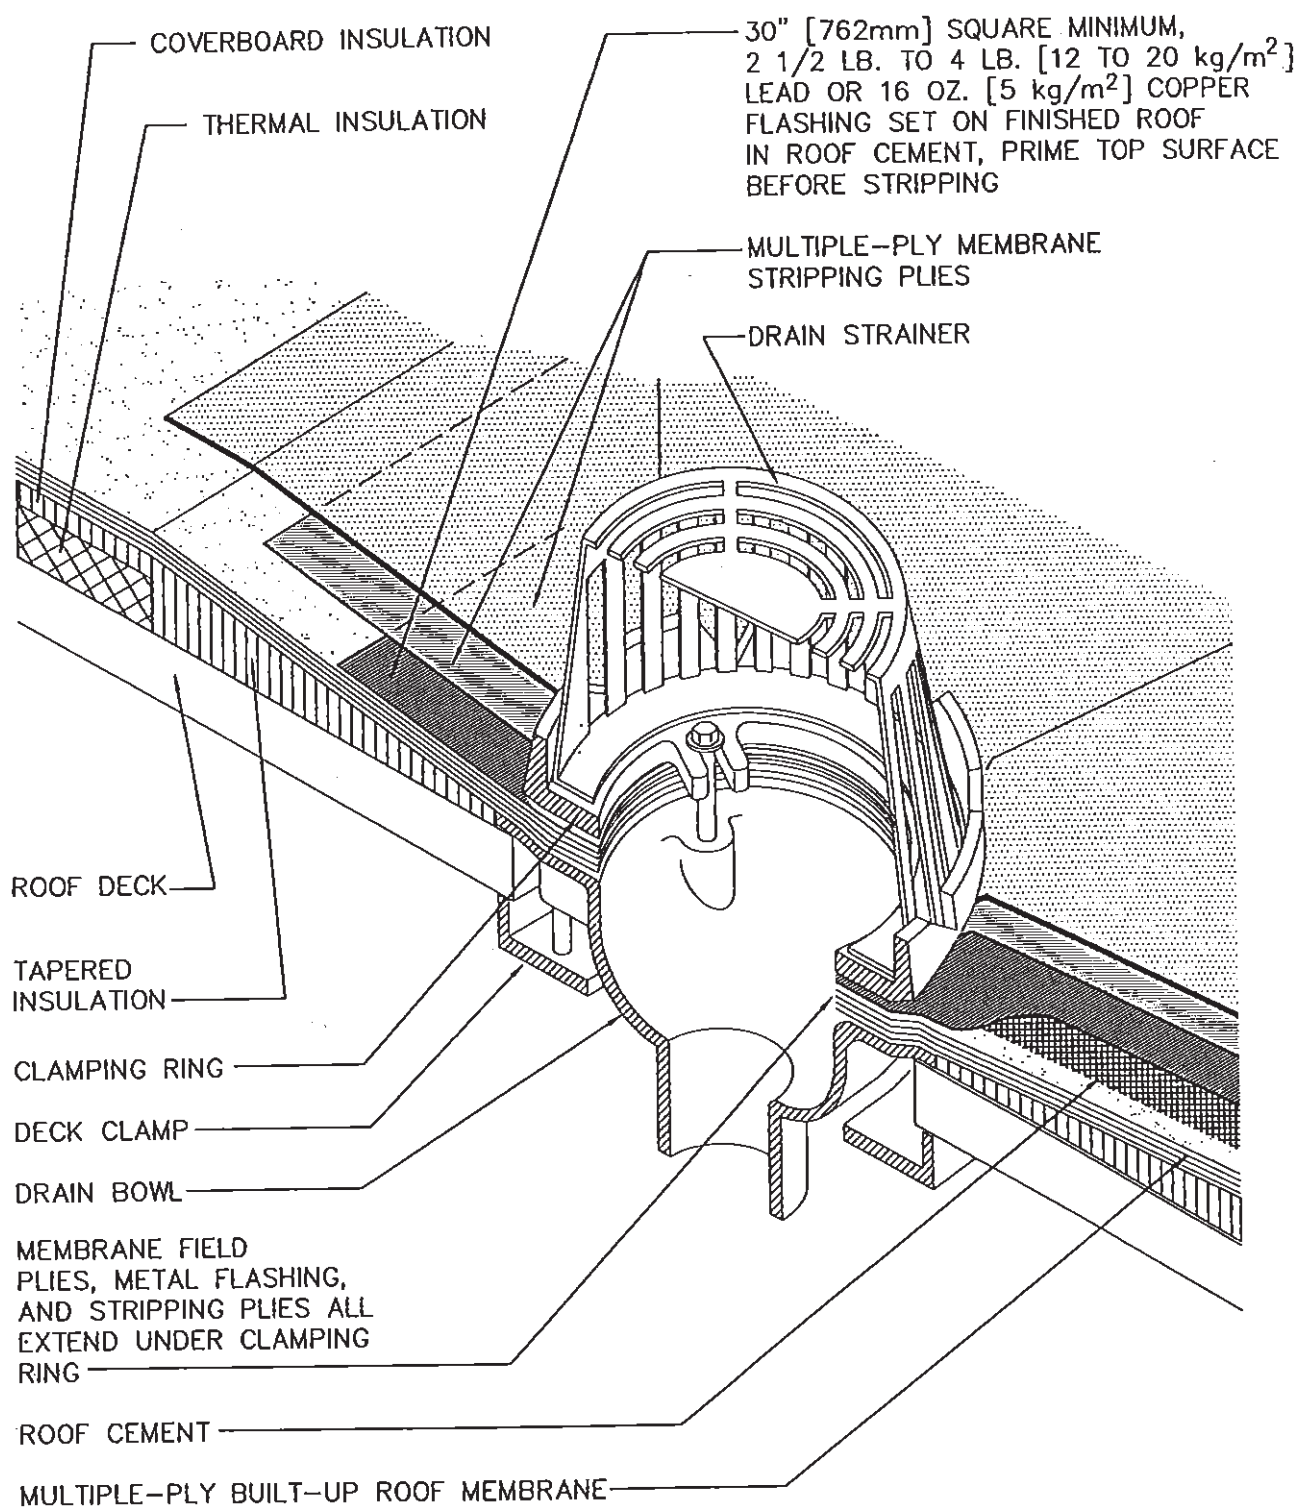 COVERBOARD INSULATION
THERMAL INSULATION
30" [762mm] SQUARE MINIMUM,
2 1/2 LB. TO 4 LB. [12 TO 20 kg/m²]
LEAD OR 16 OZ. [5 kg/m²] COPPER
FLASHING SET ON FINISHED ROOF
IN ROOF CEMENT, PRIME TOP SURFACE
BEFORE STRIPPING
MULTIPLE-PLY MEMBRANE
STRIPPING PLIES
DRAIN STRAINER
ROOF DECK
TAPERED
INSULATION
CLAMPING RING
DECK CLAMP
DRAIN BOWL
MEMBRANE FIELD
PLIES, METAL FLASHING,
AND STRIPPING PLIES ALL
EXTEND UNDER CLAMPING
RING
ROOF CEMENT
MULTIPLE-PLY BUILT-UP ROOF MEMBRANE